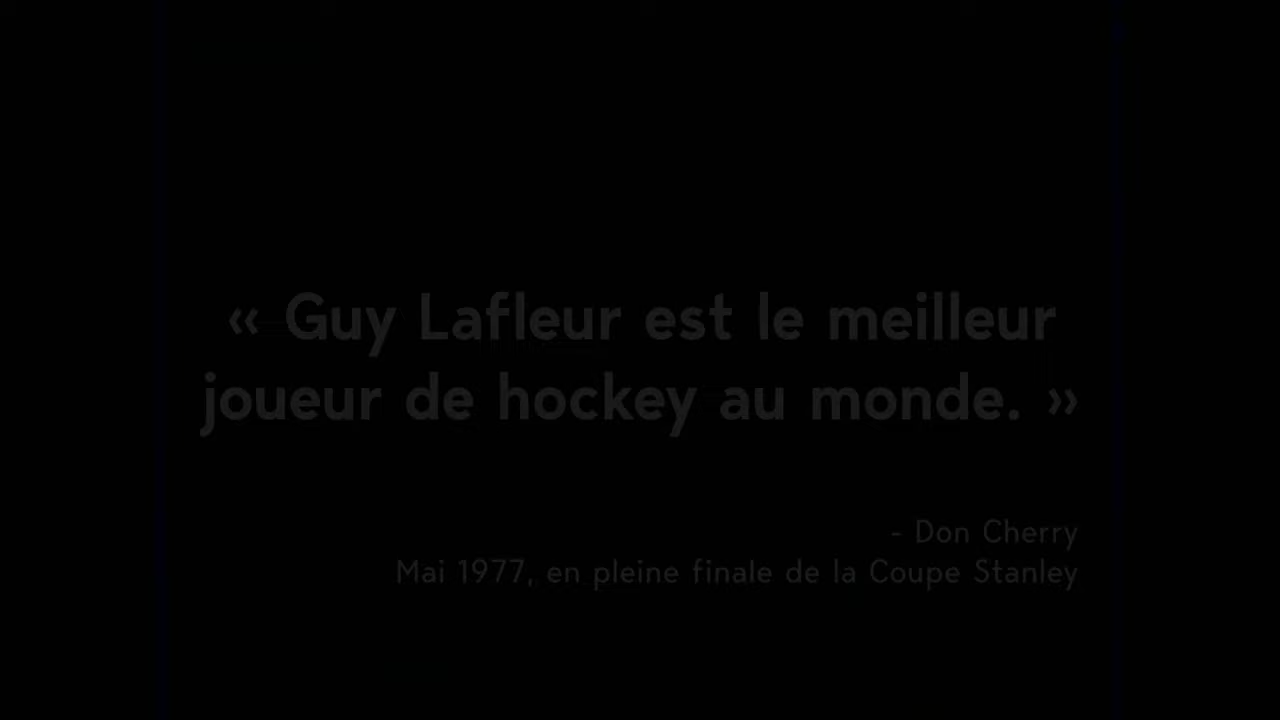 « Guy Lafleur est le meilleur
joueur de hockey au monde. »
- Don Cherry
Mai 1977, en pleine finale de la Coupe Stanley